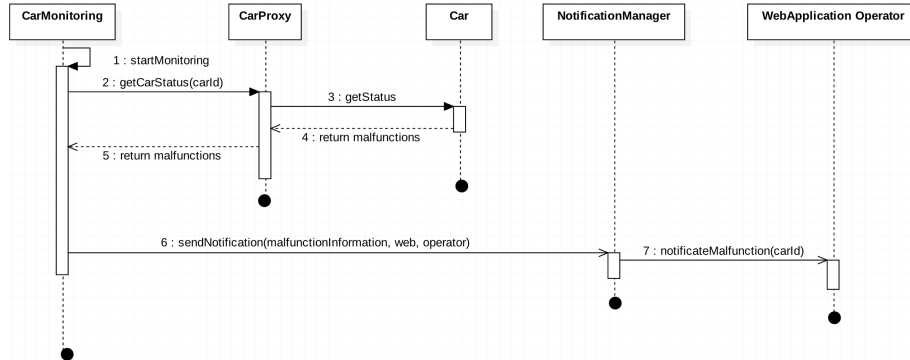 CarMonitoring
CarProxy
Car
NotificationManager
WebApplication Operator
1 : startMonitoring
2 : getCarStatus(carId)
3 : getStatus
4 : return malfunctions
5 : return malfunctions
6 : sendNotification(malfunctionInformation, web, operator)
7 : notificateMalfunction(carId)